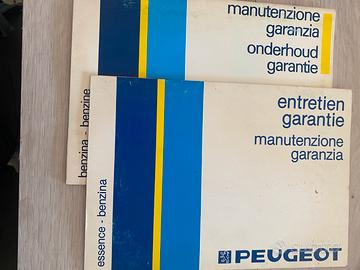 manutenzione
garanzia
onderhoud
garantie
benzina - benzine
entretien
garantie
manutenzione
garanzia
essence - benzina
PEUGEOT